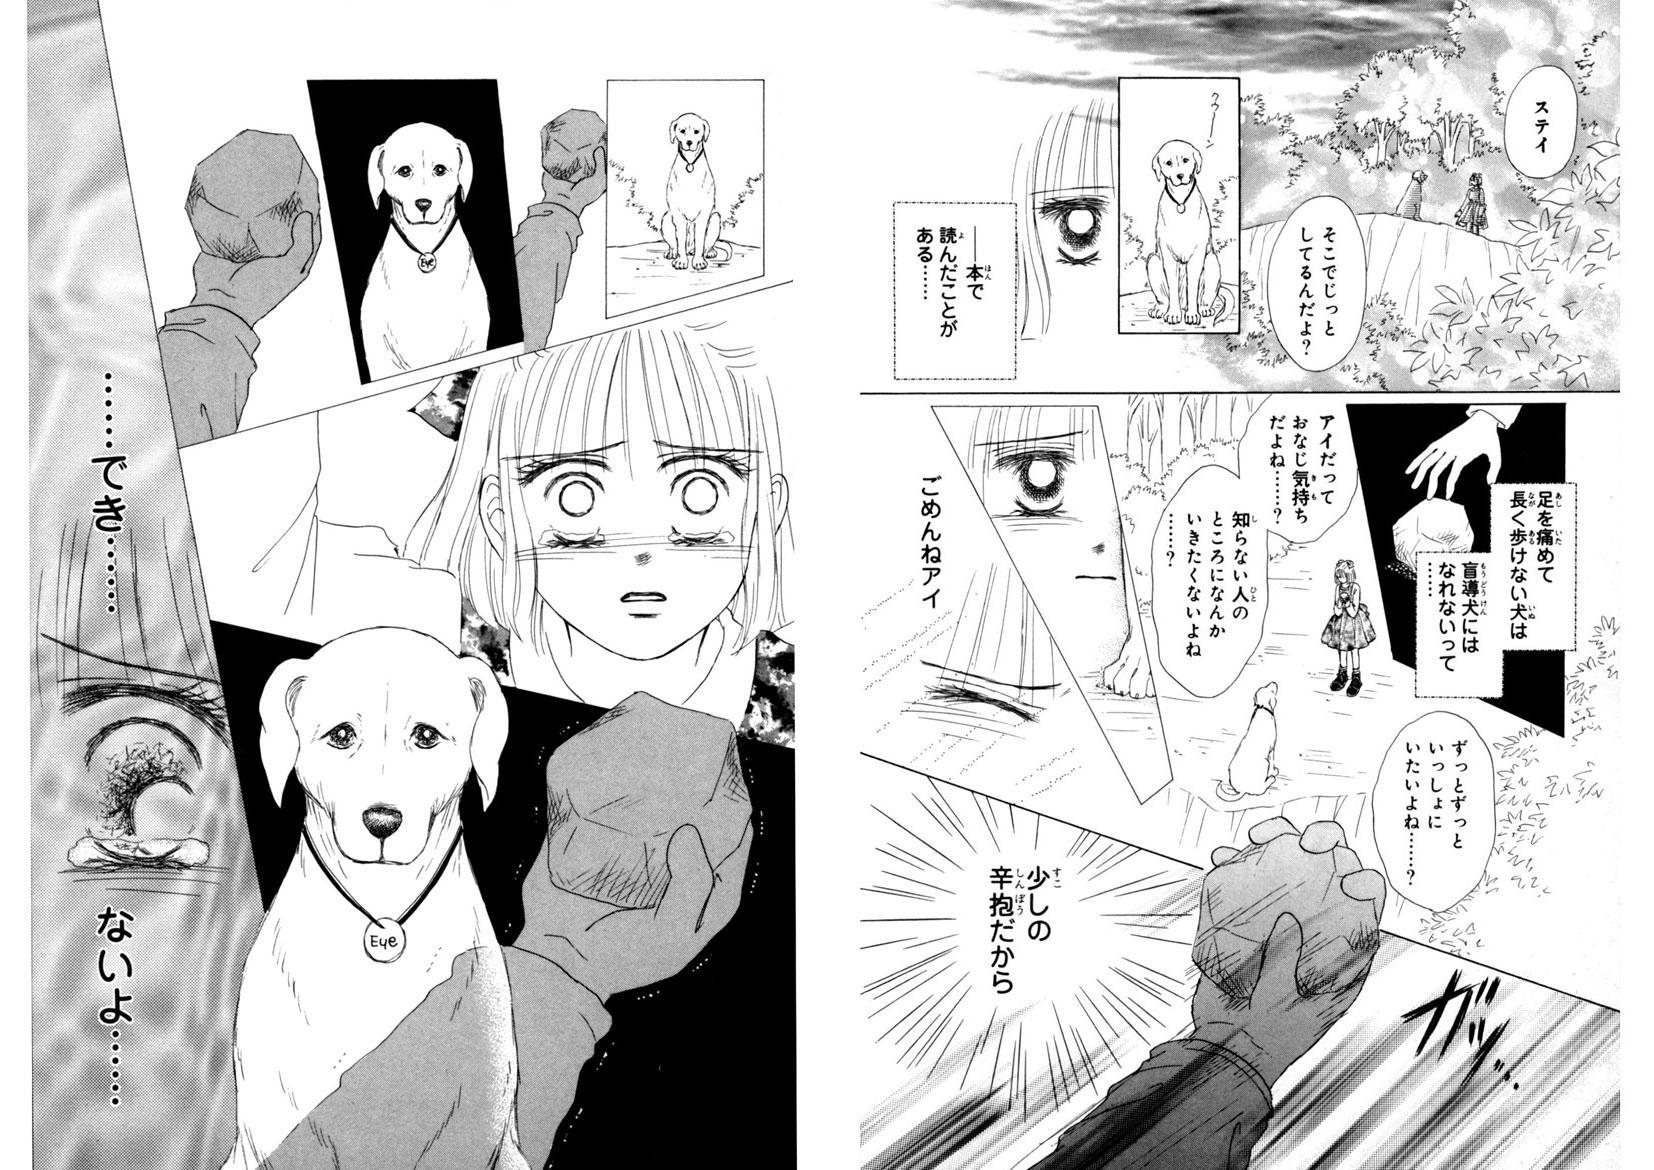 ステイ
そこでじっと
してるんだよ？
クウーン
──本で
読んだことが
ある……
足を痛めて
長く歩けない犬は
盲導犬には
なれないって
……
アイだって
おなじ気持ち
だよね……？
知らない人の
ところになんか
いきたくないよね
……？
ずっとずっと
いっしょに
いたいよね……？
ごめんねアイ
少しの
辛抱だから
ガッ
Eye
Eye
……でき……
ないよ……